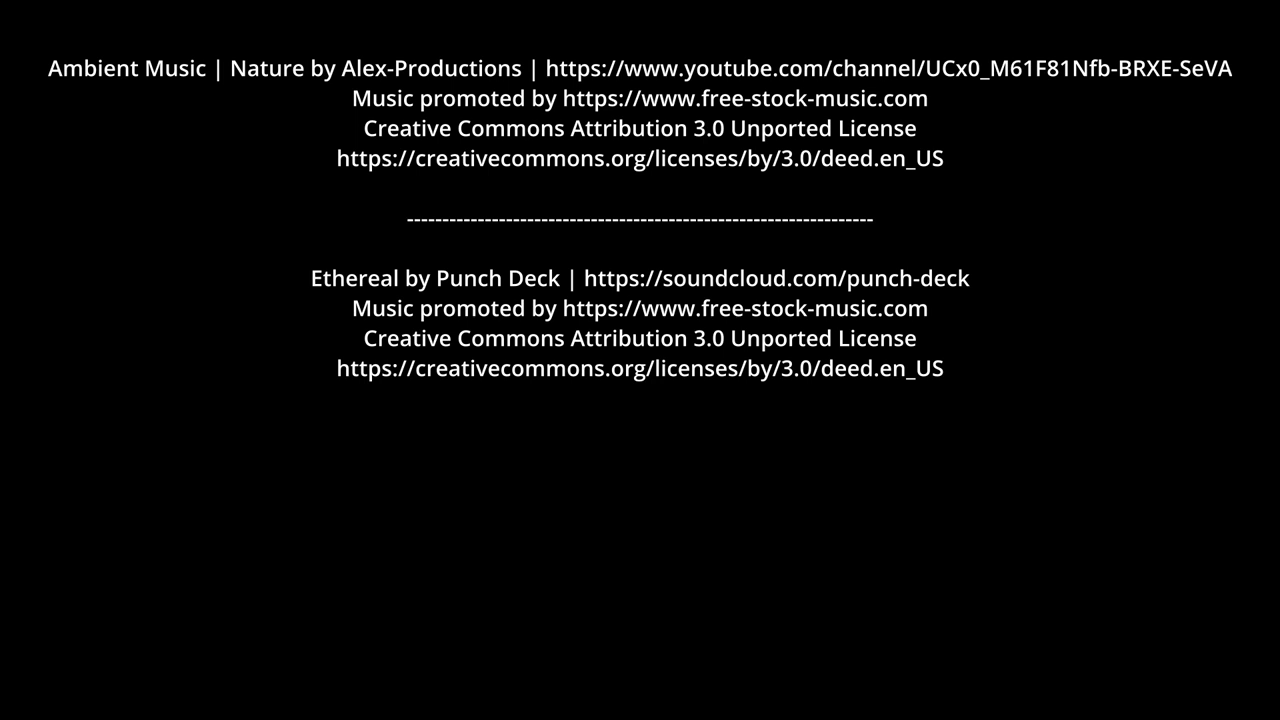 Ambient Music | Nature by Alex-Productions | https://www.youtube.com/channel/UCx0_M61F81Nfb-BRXE-SeVA
Music promoted by https://www.free-stock-music.com
Creative Commons Attribution 3.0 Unported License
https://creativecommons.org/licenses/by/3.0/deed.en_US
------------------------------------------------------------------
Ethereal by Punch Deck | https://soundcloud.com/punch-deck
Music promoted by https://www.free-stock-music.com
Creative Commons Attribution 3.0 Unported License
https://creativecommons.org/licenses/by/3.0/deed.en_US